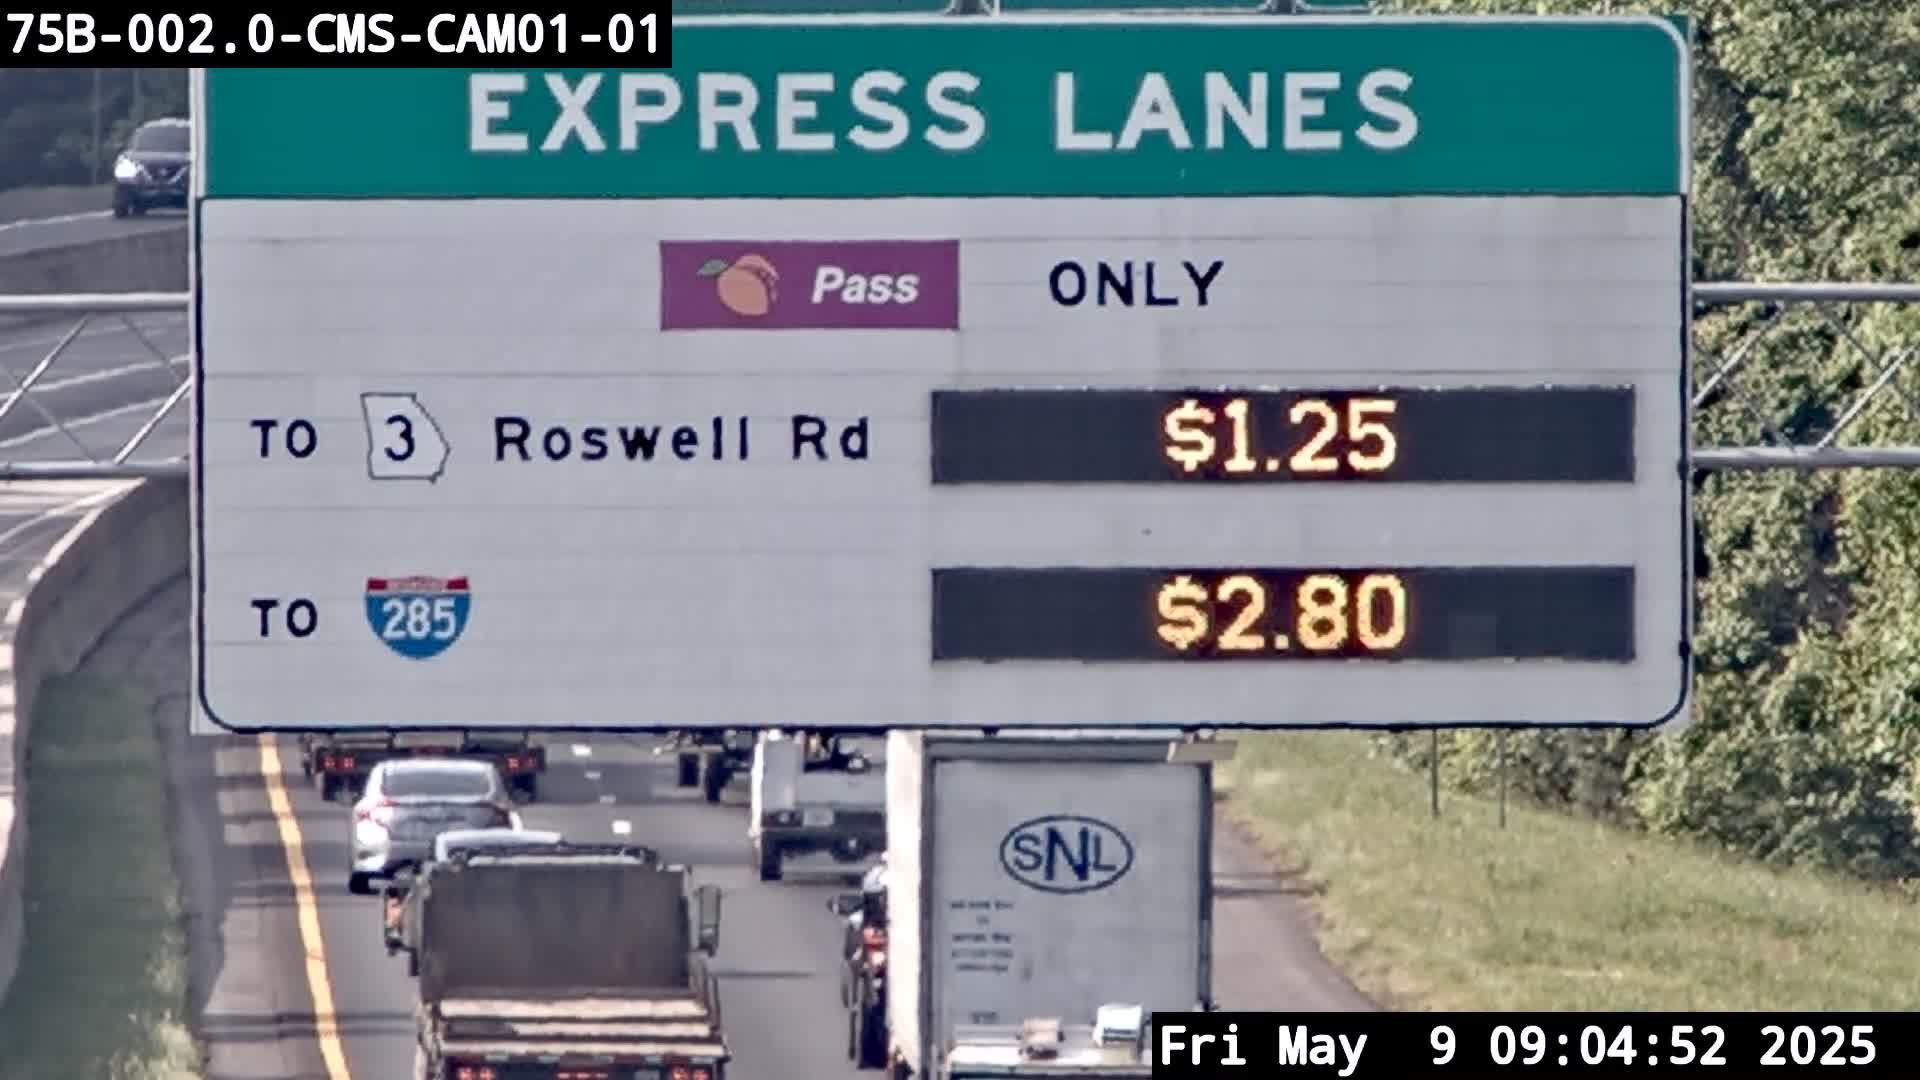 75B-002.0-CMS-CAM01-01
EXPRESS LANES
Pass ONLY
TO 3 Roswell Rd $1.25
TO 285 $2.80
SNL
Fri May 9 09:04:52 2025